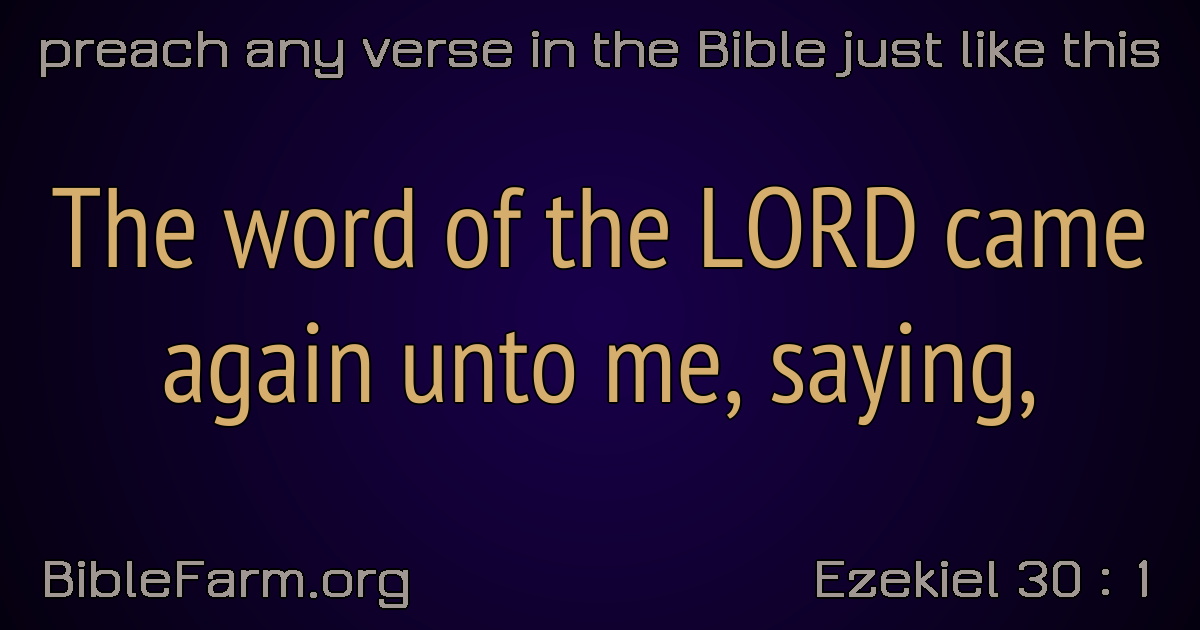 preach any verse in the Bible just like this
The word of the LORD came
again unto me, saying,
BibleFarm.org
Ezekiel 30 : 1